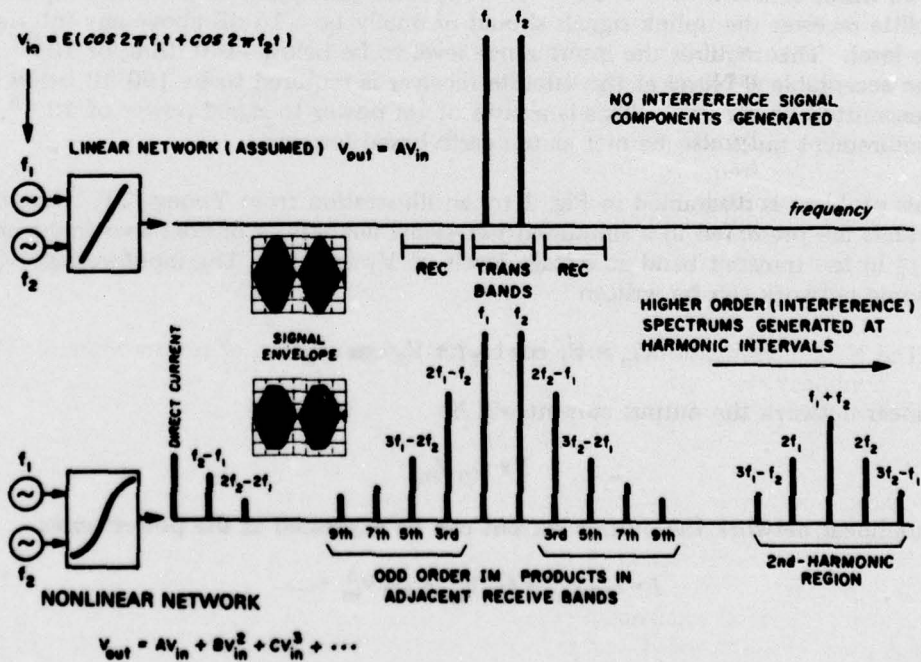 f₁ f₂
v_in = E(cos 2πf₁t + cos 2πf₂t)
NO INTERFERENCE SIGNAL
COMPONENTS GENERATED
LINEAR NETWORK (ASSUMED) V_out = AV_in
f₁
f₂
frequency
REC TRANS REC
BANDS
SIGNAL
ENVELOPE
HIGHER ORDER (INTERFERENCE)
SPECTRUMS GENERATED AT
HARMONIC INTERVALS
DIRECT CURRENT
f₂-f₁
2f₂-2f₁
3f₁-2f₂
2f₁-f₂
f₁ f₂
2f₂-f₁
3f₂-2f₁
3f₁-f₂
2f₁
f₁+f₂
2f₂
3f₂-f₁
f₁
f₂
9th 7th 5th 3rd 3rd 5th 7th 9th
2nd-HARMONIC
REGION
ODD ORDER IM PRODUCTS IN
ADJACENT RECEIVE BANDS
NONLINEAR NETWORK
V_out = AV_in + BV_in² + CV_in³ + •••